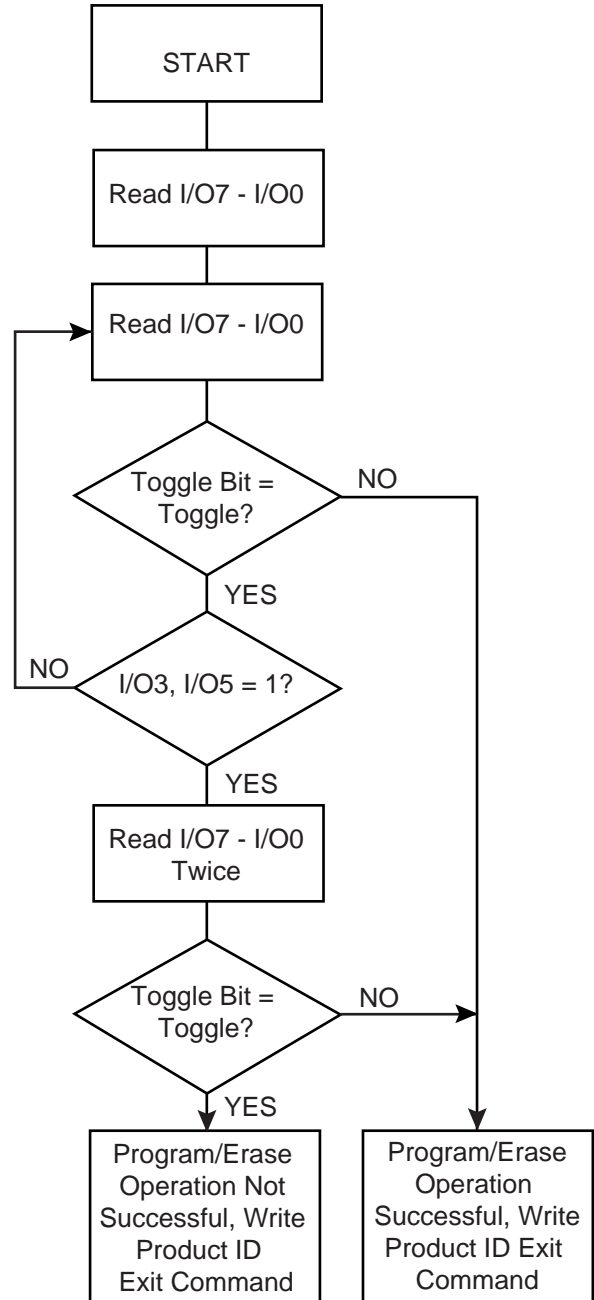 START
Read I/O7 - I/O0
Read I/O7 - I/O0
Toggle Bit =
Toggle?
NO
YES
NO
I/O3, I/O5 = 1?
YES
Read I/O7 - I/O0
Twice
Toggle Bit =
Toggle?
NO
YES
Program/Erase
Operation Not
Successful, Write
Product ID
Exit Command
Program/Erase
Operation
Successful, Write
Product ID Exit
Command